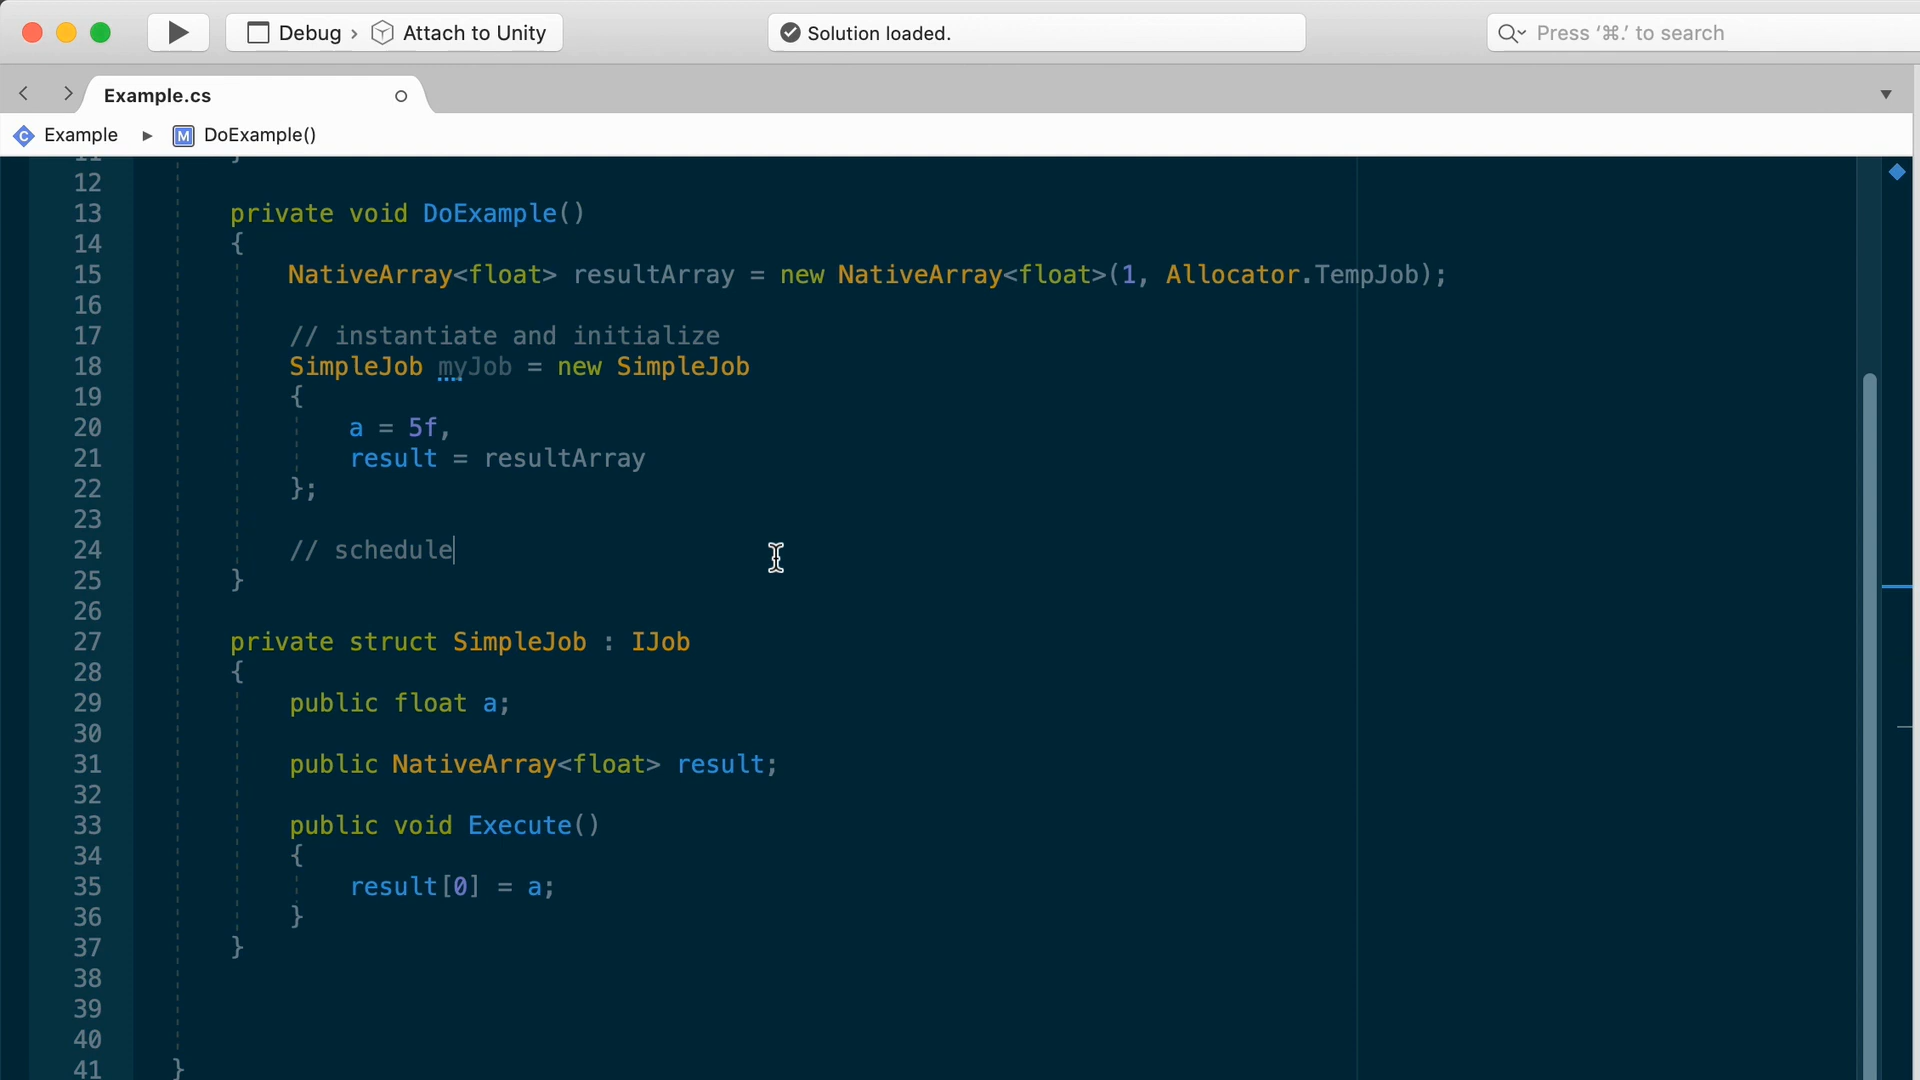 Debug › Attach to Unity
Solution loaded.
Press '⌘.' to search
Example.cs
Example ▸ M DoExample()
12
13 private void DoExample()
14 {
15 NativeArray<float> resultArray = new NativeArray<float>(1, Allocator.TempJob);
16
17 // instantiate and initialize
18 SimpleJob myJob = new SimpleJob
19 {
20 a = 5f,
21 result = resultArray
22 };
23
24 // schedule
25 }
26
27 private struct SimpleJob : IJob
28 {
29 public float a;
30
31 public NativeArray<float> result;
32
33 public void Execute()
34 {
35 result[0] = a;
36 }
37 }
38
39
40
41 }